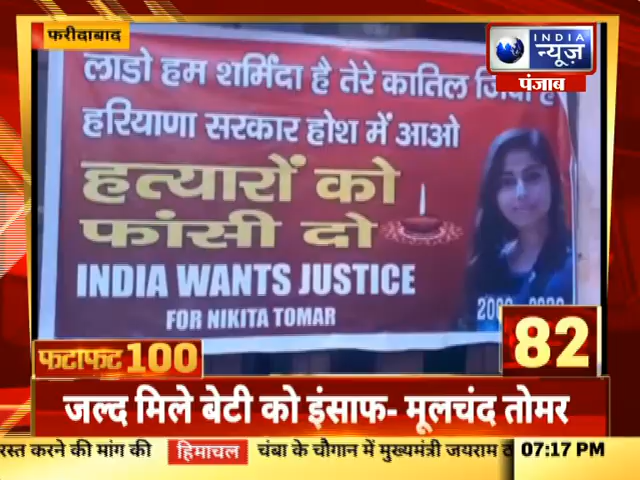 फरीदाबाद
INDIA
न्यूज़
पंजाब
लाडो हम शर्मिंदा है तेरे कातिल
हरियाणा सरकार होश में आओ
हत्यारों को
फांसी दो
INDIA WANTS JUSTICE
FOR NIKITA TOMAR
फटाफट 100
82
जल्द मिले बेटी को इंसाफ- मूलचंद तोमर
रस्त करने की मांग की हिमाचल चंबा के चौगान में मुख्यमंत्री जयराम
07:17 PM